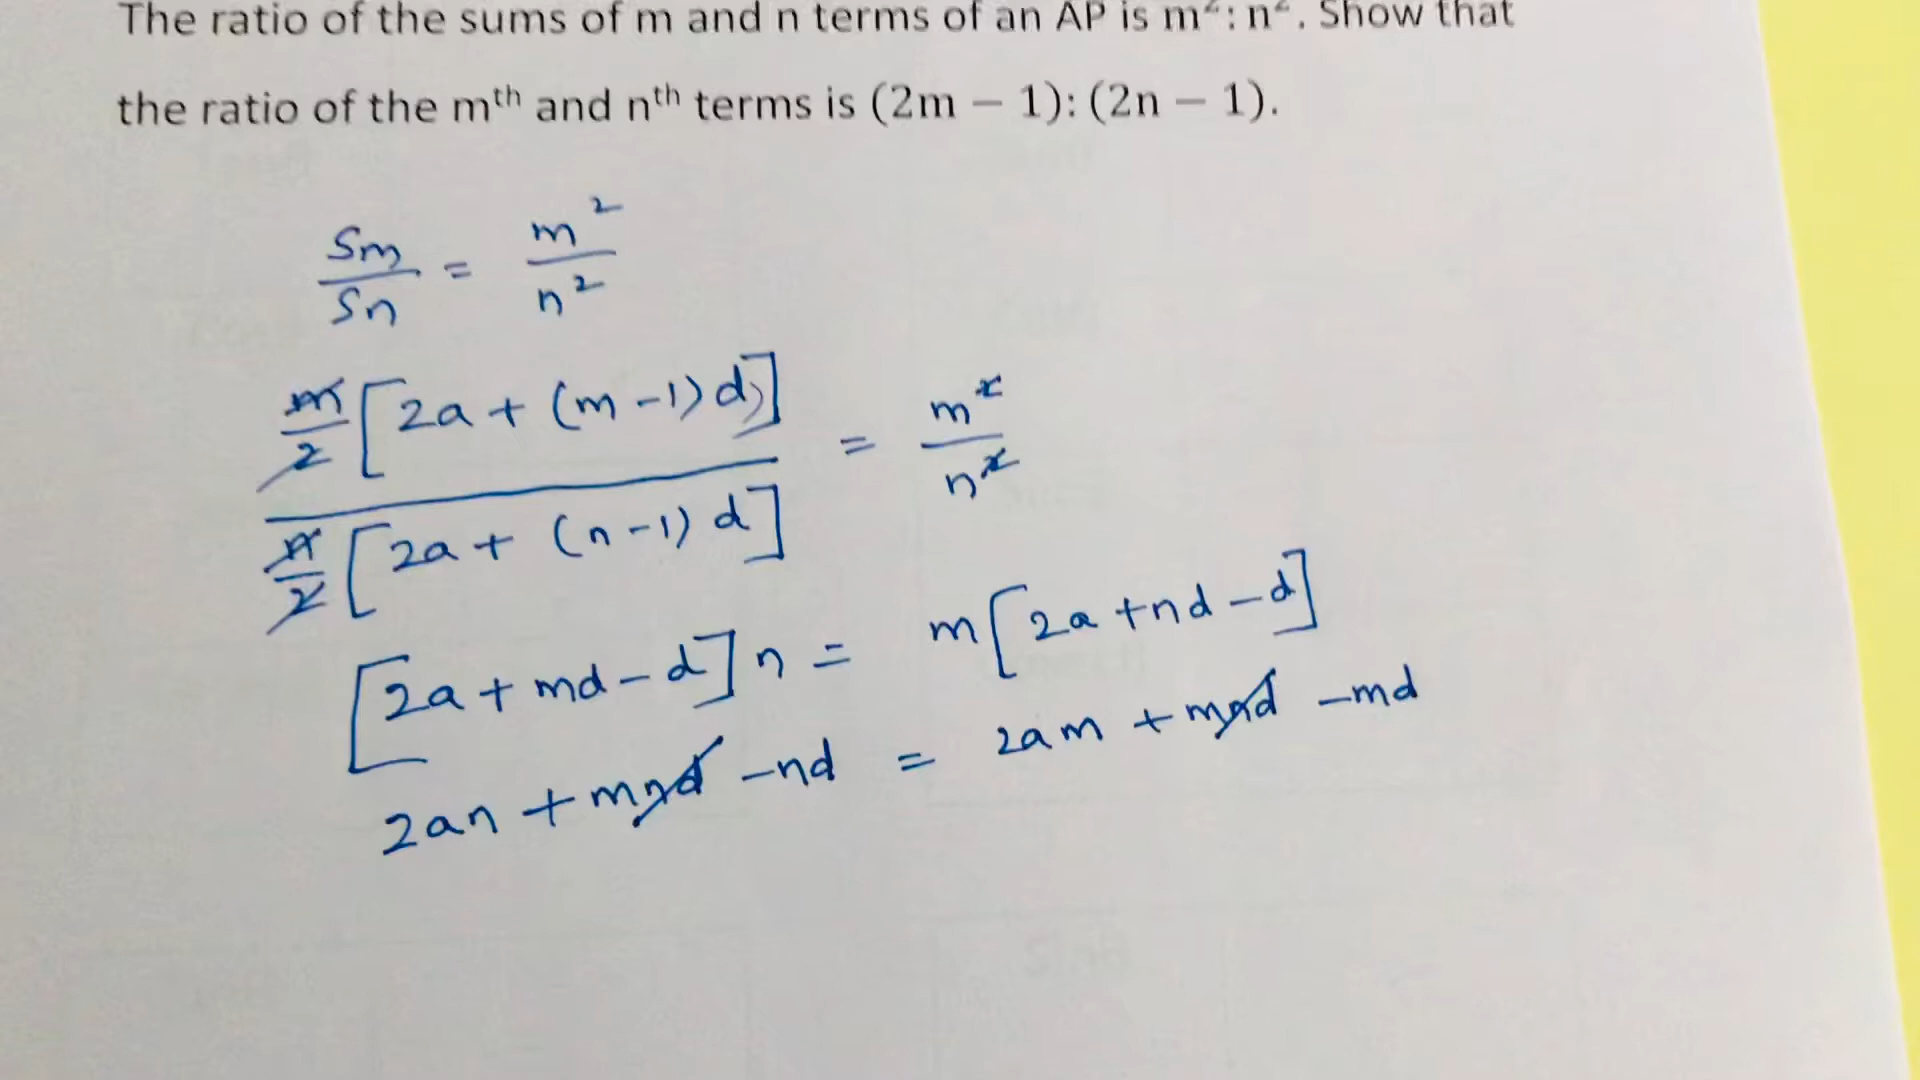 The ratio of the sums of m and n terms of an AP is m²: n². Show that
the ratio of the mᵗʰ and nᵗʰ terms is (2m − 1): (2n − 1).
Sm/Sn = m²/n²
m/2 [2a + (m -1) d] / n/2 [2a + (n -1) d] = m²/n²
[2a + md - d] n = m [2a + nd - d]
2an + mnd - nd = 2am + mnd - md